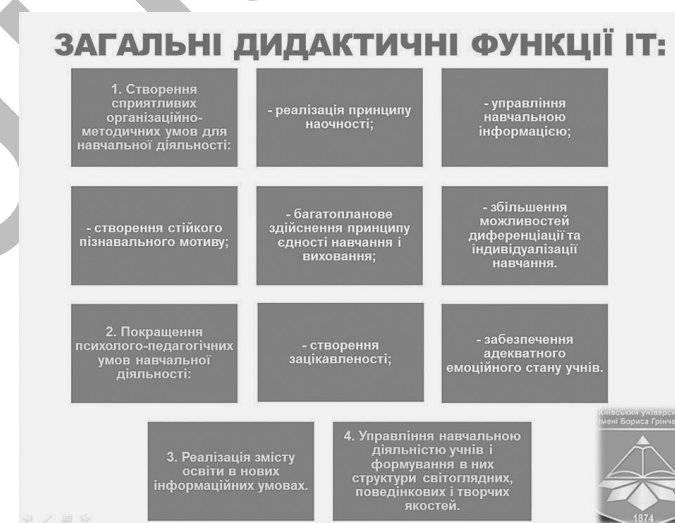 ЗАГАЛЬНІ ДИДАКТИЧНІ ФУНКЦІЇ ІТ:
1. Створення
сприятливих
організаційно-
методичних умов для
навчальної діяльності:
- реалізація принципу
наочності;
- управління
навчальною
інформацією;
- створення стійкого
пізнавального мотиву;
- багатопланове
здійснення принципу
єдності навчання і
виховання;
- збільшення
можливостей
диференціації та
індивідуалізації
навчання.
2. Покращення
психолого-педагогічних
умов навчальної
діяльності:
- створення
зацікавленості;
- забезпечення
адекватного
емоційного стану учнів.
3. Реалізація змісту
освіти в нових
інформаційних умовах.
4. Управління навчальною
діяльністю учнів і
формування в них
структури світоглядних,
поведінкових і творчих
якостей.
імені Бориса
1874